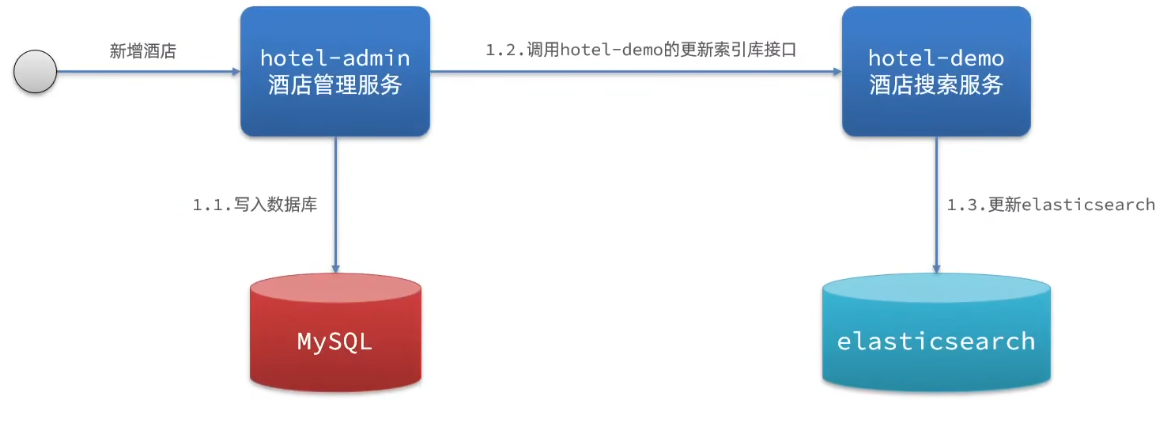 新增酒店
hotel-admin
酒店管理服务
1.2.调用hotel-demo的更新索引库接口
hotel-demo
酒店搜索服务
1.1.写入数据库
1.3.更新elasticsearch
MySQL
elasticsearch